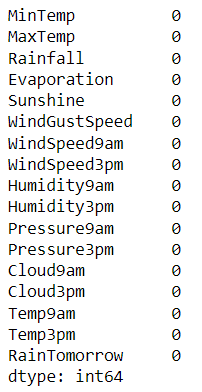 MinTemp 0
MaxTemp 0
Rainfall 0
Evaporation 0
Sunshine 0
WindGustSpeed 0
WindSpeed9am 0
WindSpeed3pm 0
Humidity9am 0
Humidity3pm 0
Pressure9am 0
Pressure3pm 0
Cloud9am 0
Cloud3pm 0
Temp9am 0
Temp3pm 0
RainTomorrow 0
dtype: int64